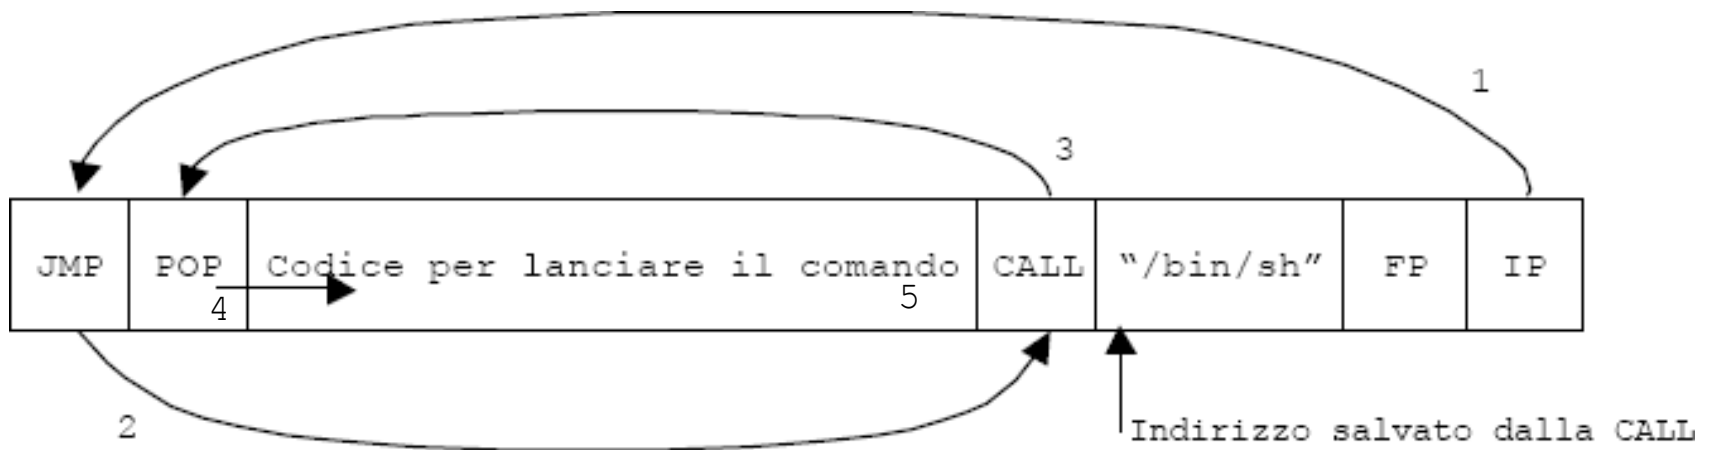 1
3
JMP POP Codice per lanciare il comando CALL “/bin/sh” FP IP
4 5
2
Indirizzo salvato dalla CALL